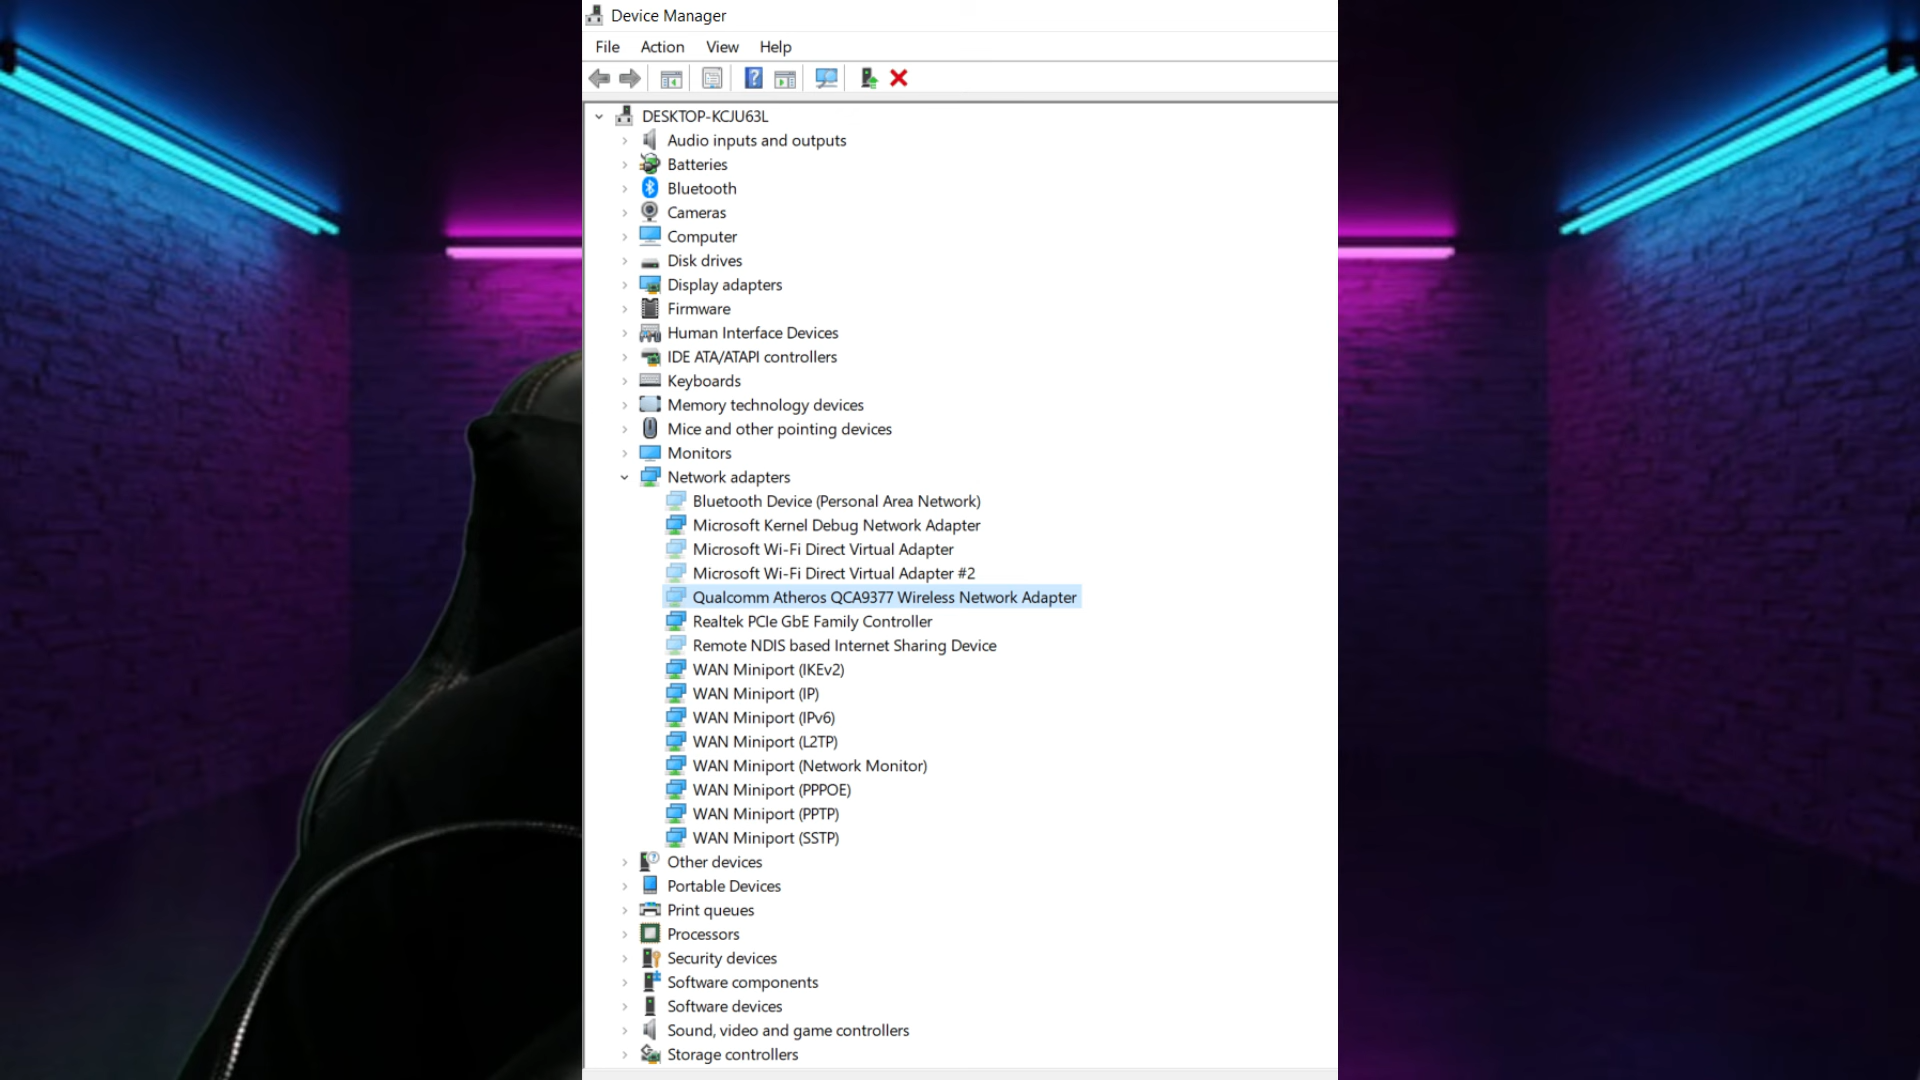 Device Manager
File Action View Help
DESKTOP-KCJU63L
Audio inputs and outputs
Batteries
Bluetooth
Cameras
Computer
Disk drives
Display adapters
Firmware
Human Interface Devices
IDE ATA/ATAPI controllers
Keyboards
Memory technology devices
Mice and other pointing devices
Monitors
Network adapters
Bluetooth Device (Personal Area Network)
Microsoft Kernel Debug Network Adapter
Microsoft Wi-Fi Direct Virtual Adapter
Microsoft Wi-Fi Direct Virtual Adapter #2
Qualcomm Atheros QCA9377 Wireless Network Adapter
Realtek PCIe GbE Family Controller
Remote NDIS based Internet Sharing Device
WAN Miniport (IKEv2)
WAN Miniport (IP)
WAN Miniport (IPv6)
WAN Miniport (L2TP)
WAN Miniport (Network Monitor)
WAN Miniport (PPPOE)
WAN Miniport (PPTP)
WAN Miniport (SSTP)
Other devices
Portable Devices
Print queues
Processors
Security devices
Software components
Software devices
Sound, video and game controllers
Storage controllers